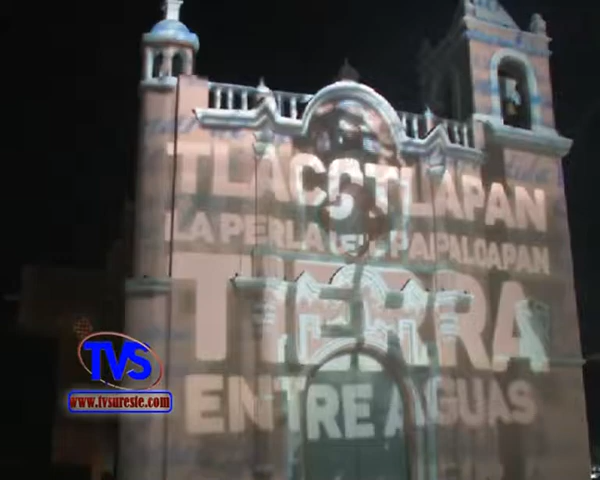 TLACOTLAPAN
LA PERLA DEL PAPALOAPAN
TIERRA
ENTRE AGUAS
TVS
www.tvsureste.com